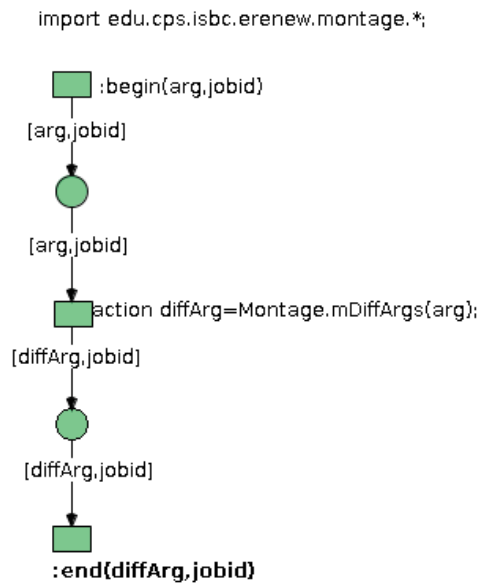 import edu.cps.isbc.erenew.montage.*;
:begin(arg,jobid)
[arg,jobid]
[arg,jobid]
action diffArg=Montage.mDiffArgs(arg);
[diffArg,jobid]
[diffArg,jobid]
:end(diffArg,jobid)